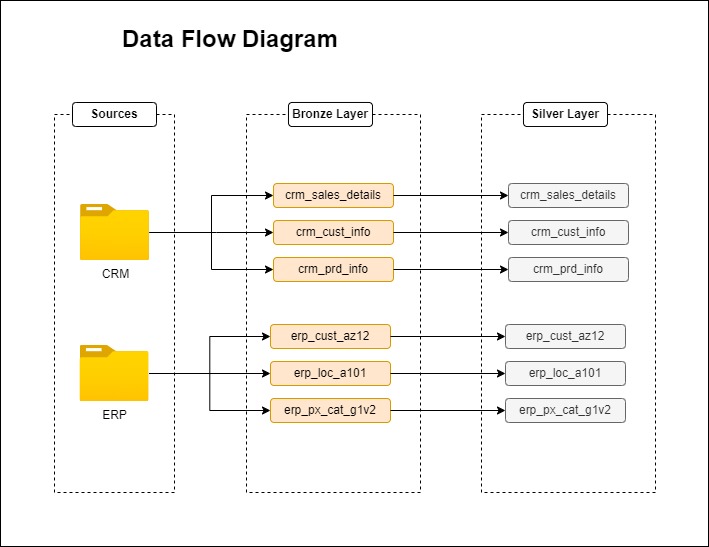 Data Flow Diagram
Sources
Bronze Layer
Silver Layer
crm_sales_details
crm_sales_details
crm_cust_info
crm_cust_info
CRM
crm_prd_info
crm_prd_info
erp_cust_az12
erp_cust_az12
erp_loc_a101
erp_loc_a101
ERP
erp_px_cat_g1v2
erp_px_cat_g1v2